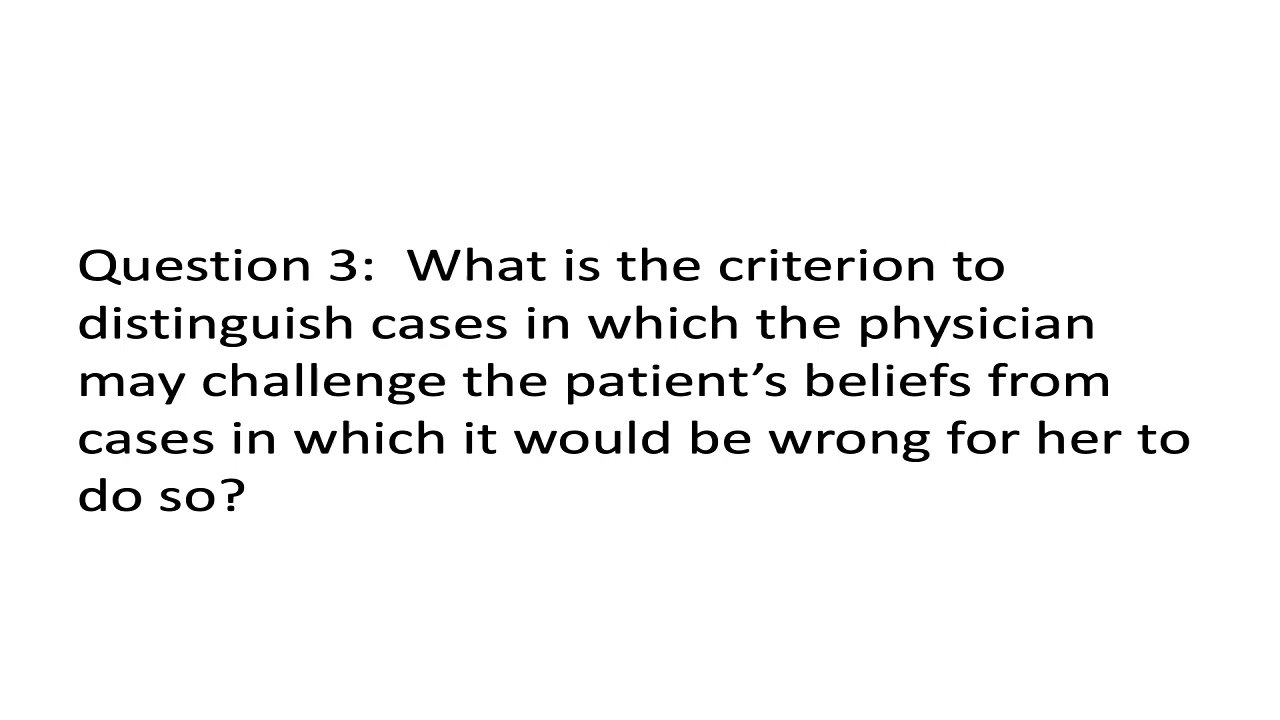 Question 3:  What is the criterion to
distinguish cases in which the physician
may challenge the patient’s beliefs from
cases in which it would be wrong for her to
do so?